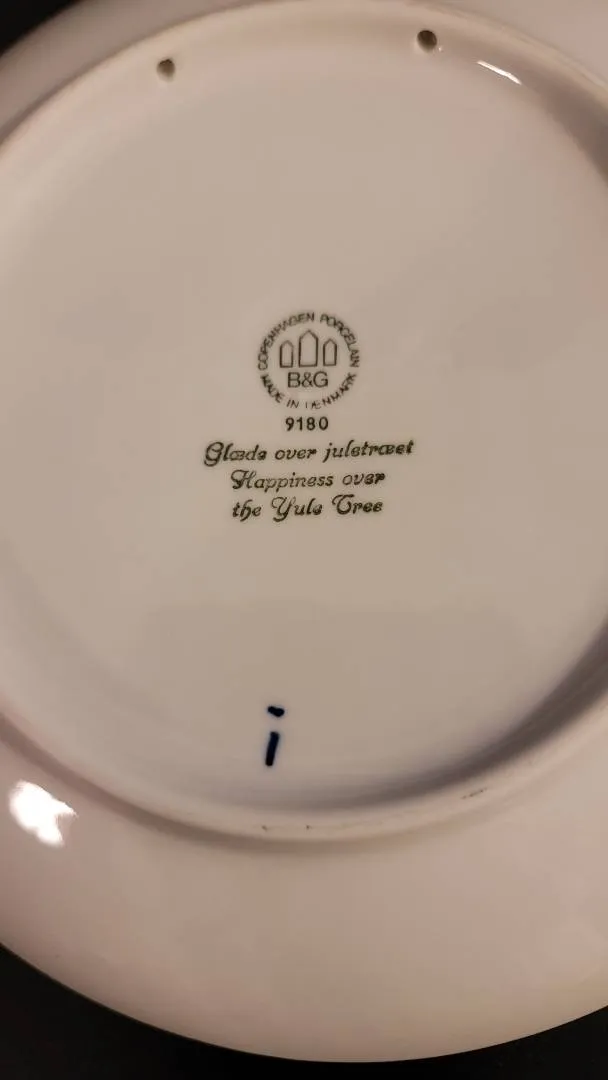 COPENHAGEN PORCELAIN
B&G
MADE IN DENMARK
9180
Glæde over juletræet
Happiness over
the Yule Tree
i